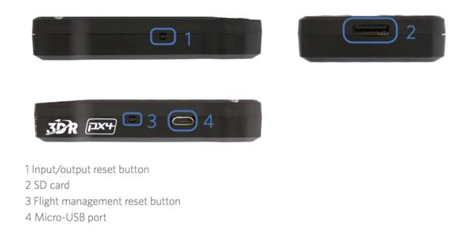 1
2
3DR px4 3 4
1 Input/output reset button
2 SD card
3 Flight management reset button
4 Micro-USB port